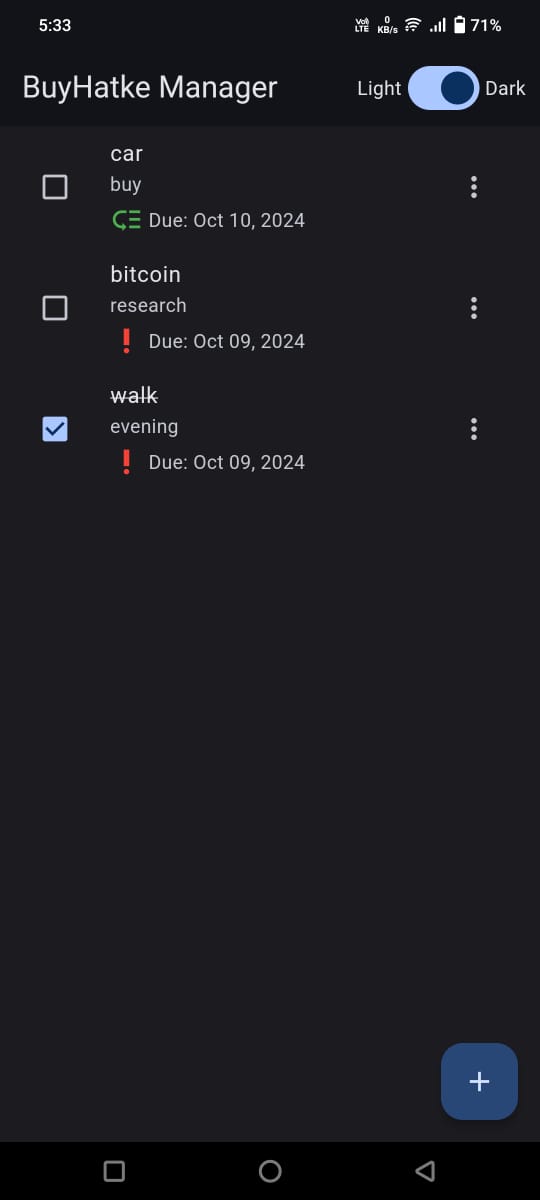 5:33
Vo) LTE 0 KB/s 71%
BuyHatke Manager
Light Dark
car
buy
Due: Oct 10, 2024
bitcoin
research
Due: Oct 09, 2024
walk
evening
Due: Oct 09, 2024